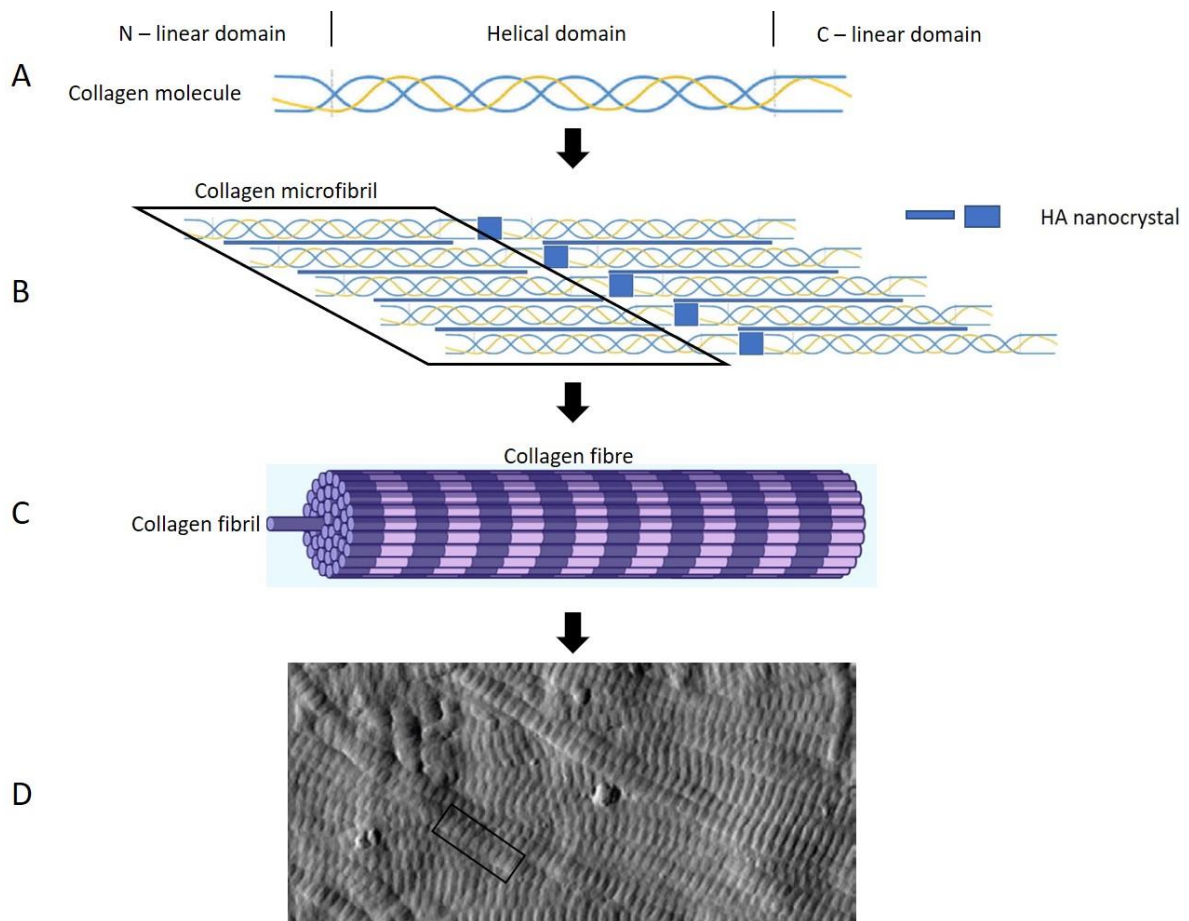 N – linear domain
Helical domain
C – linear domain
A
Collagen molecule
Collagen microfibril
HA nanocrystal
B
Collagen fibre
C
Collagen fibril
D